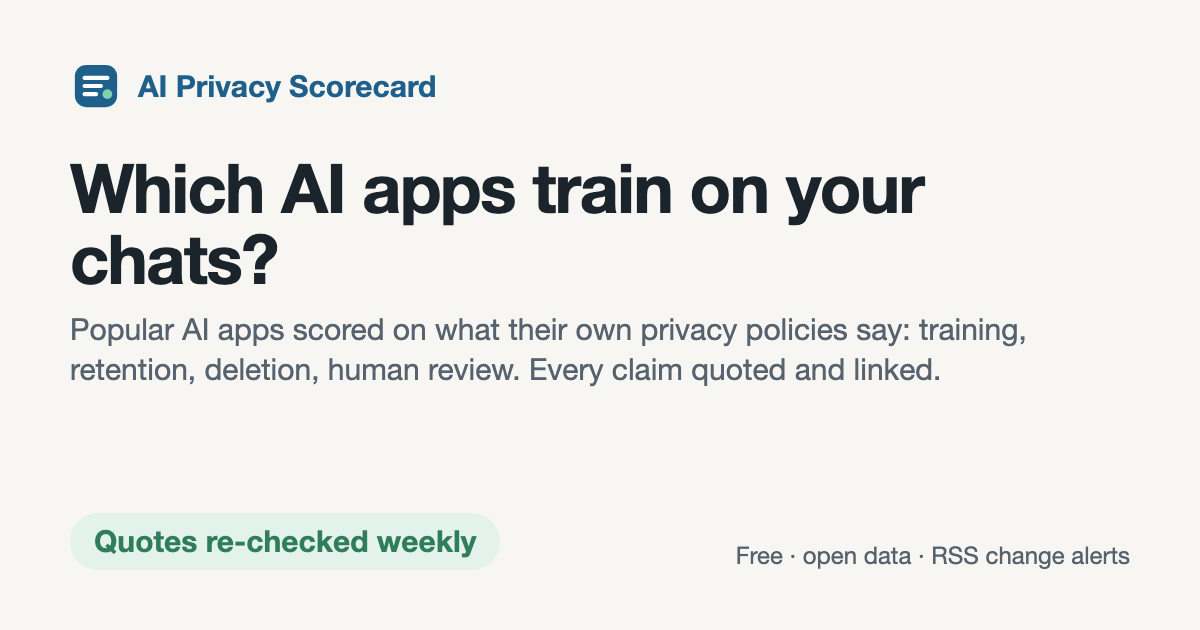 AI Privacy Scorecard
Which AI apps train on your
chats?
Popular AI apps scored on what their own privacy policies say: training,
retention, deletion, human review. Every claim quoted and linked.
Quotes re-checked weekly
Free · open data · RSS change alerts